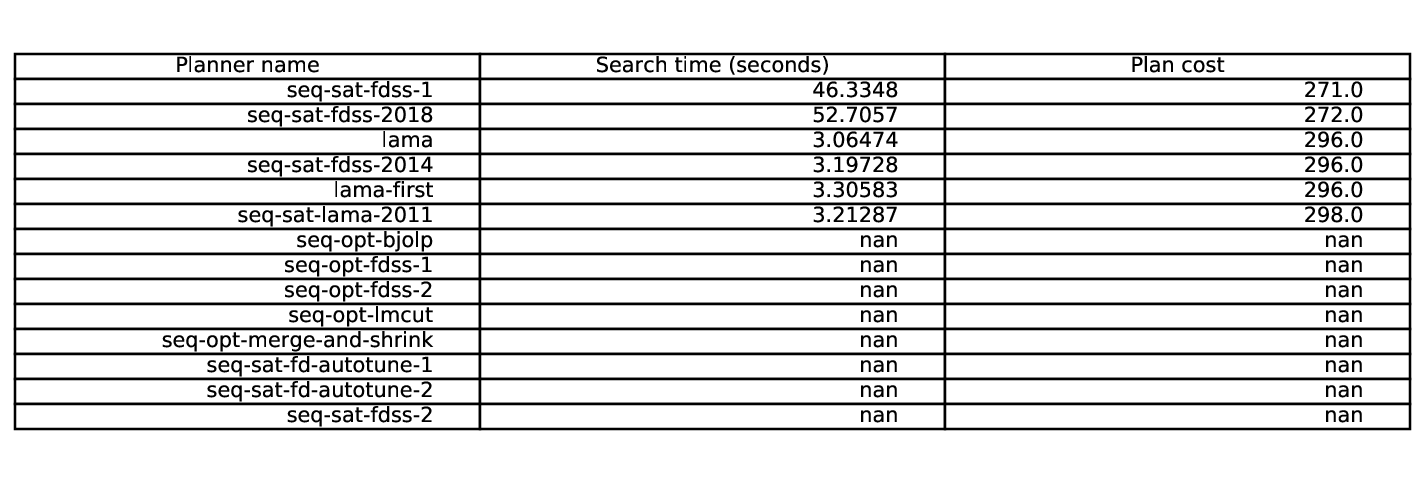 Planner name Search time (seconds) Plan cost
seq-sat-fdss-1 46.3348 271.0
seq-sat-fdss-2018 52.7057 272.0
lama 3.06474 296.0
seq-sat-fdss-2014 3.19728 296.0
lama-first 3.30583 296.0
seq-sat-lama-2011 3.21287 298.0
seq-opt-bjolp nan nan
seq-opt-fdss-1 nan nan
seq-opt-fdss-2 nan nan
seq-opt-lmcut nan nan
seq-opt-merge-and-shrink nan nan
seq-sat-fd-autotune-1 nan nan
seq-sat-fd-autotune-2 nan nan
seq-sat-fdss-2 nan nan